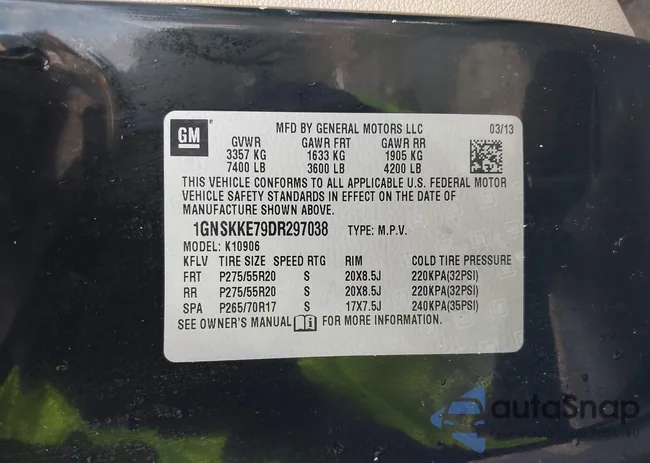 GM
MFD BY GENERAL MOTORS LLC 03/13
GVWR GAWR FRT GAWR RR
3357 KG 1633 KG 1905 KG
7400 LB 3600 LB 4200 LB
THIS VEHICLE CONFORMS TO ALL APPLICABLE U.S. FEDERAL MOTOR
VEHICLE SAFETY STANDARDS IN EFFECT ON THE DATE OF
MANUFACTURE SHOWN ABOVE.
1GNSKKE79DR297038 TYPE: M.P.V.
MODEL: K10906
KFLV TIRE SIZE SPEED RTG RIM COLD TIRE PRESSURE
FRT P275/55R20 S 20X8.5J 220KPA(32PSI)
RR P275/55R20 S 20X8.5J 220KPA(32PSI)
SPA P265/70R17 S 17X7.5J 240KPA(35PSI)
SEE OWNER'S MANUAL FOR MORE INFORMATION.
autaSnap